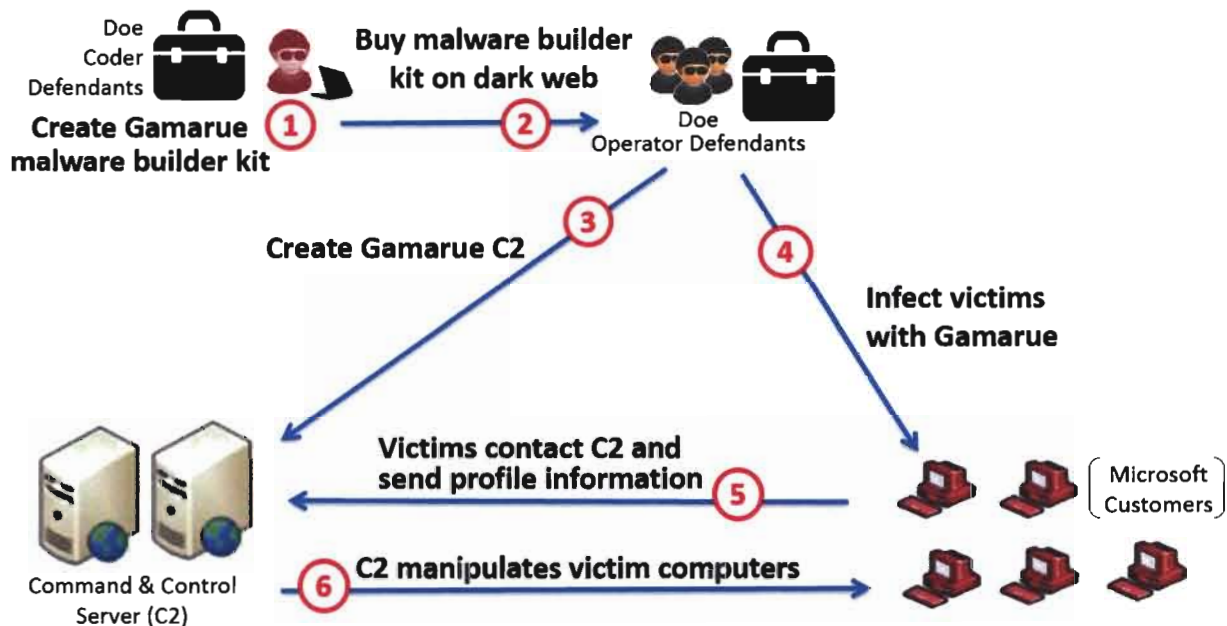 Doe
Coder
Defendants
Create Gamarue
malware builder kit
1
Buy malware builder
kit on dark web
2
Doe
Operator Defendants
3
Create Gamarue C2
4
Infect victims
with Gamarue
Victims contact C2 and
send profile information
5
Microsoft
Customers
Command & Control
Server (C2)
6
C2 manipulates victim computers